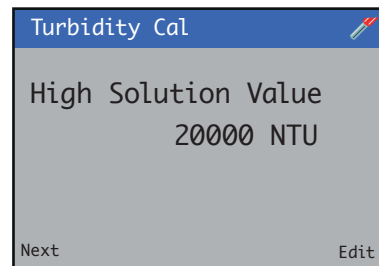 Turbidity Cal
High Solution Value
20000 NTU
Next Edit